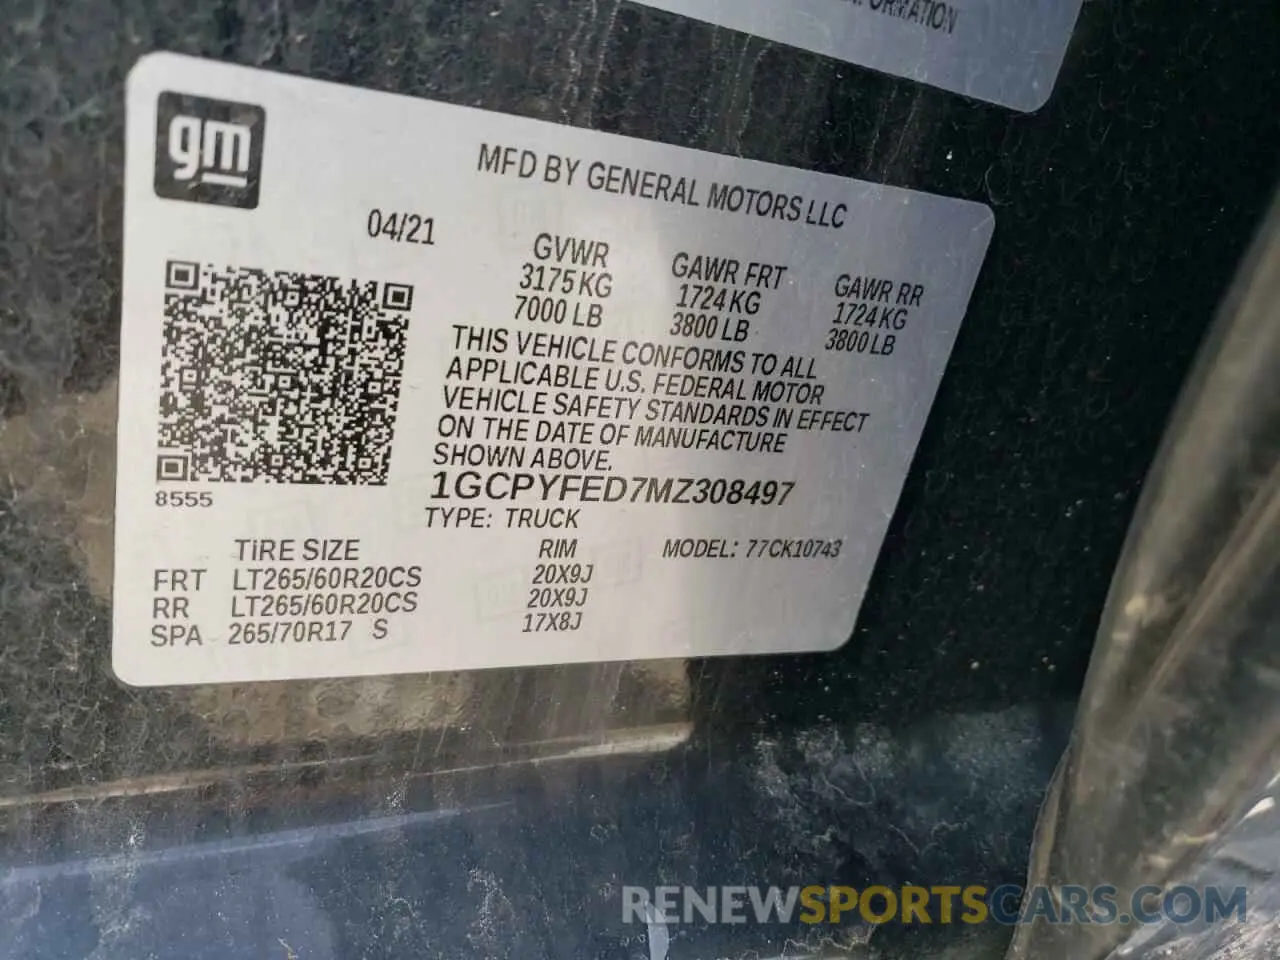 FORMATION
gm
MFD BY GENERAL MOTORS LLC
04/21
GVWR GAWR FRT GAWR RR
3175 KG 1724 KG 1724 KG
7000 LB 3800 LB 3800 LB
THIS VEHICLE CONFORMS TO ALL
APPLICABLE U.S. FEDERAL MOTOR
VEHICLE SAFETY STANDARDS IN EFFECT
ON THE DATE OF MANUFACTURE
SHOWN ABOVE.
1GCPYFED7MZ308497
8555
TYPE: TRUCK
TIRE SIZE RIM MODEL: 77CK10743
FRT LT265/60R20CS 20X9J
RR LT265/60R20CS 20X9J
SPA 265/70R17 S 17X8J
RENEWSPORTSCARS.COM